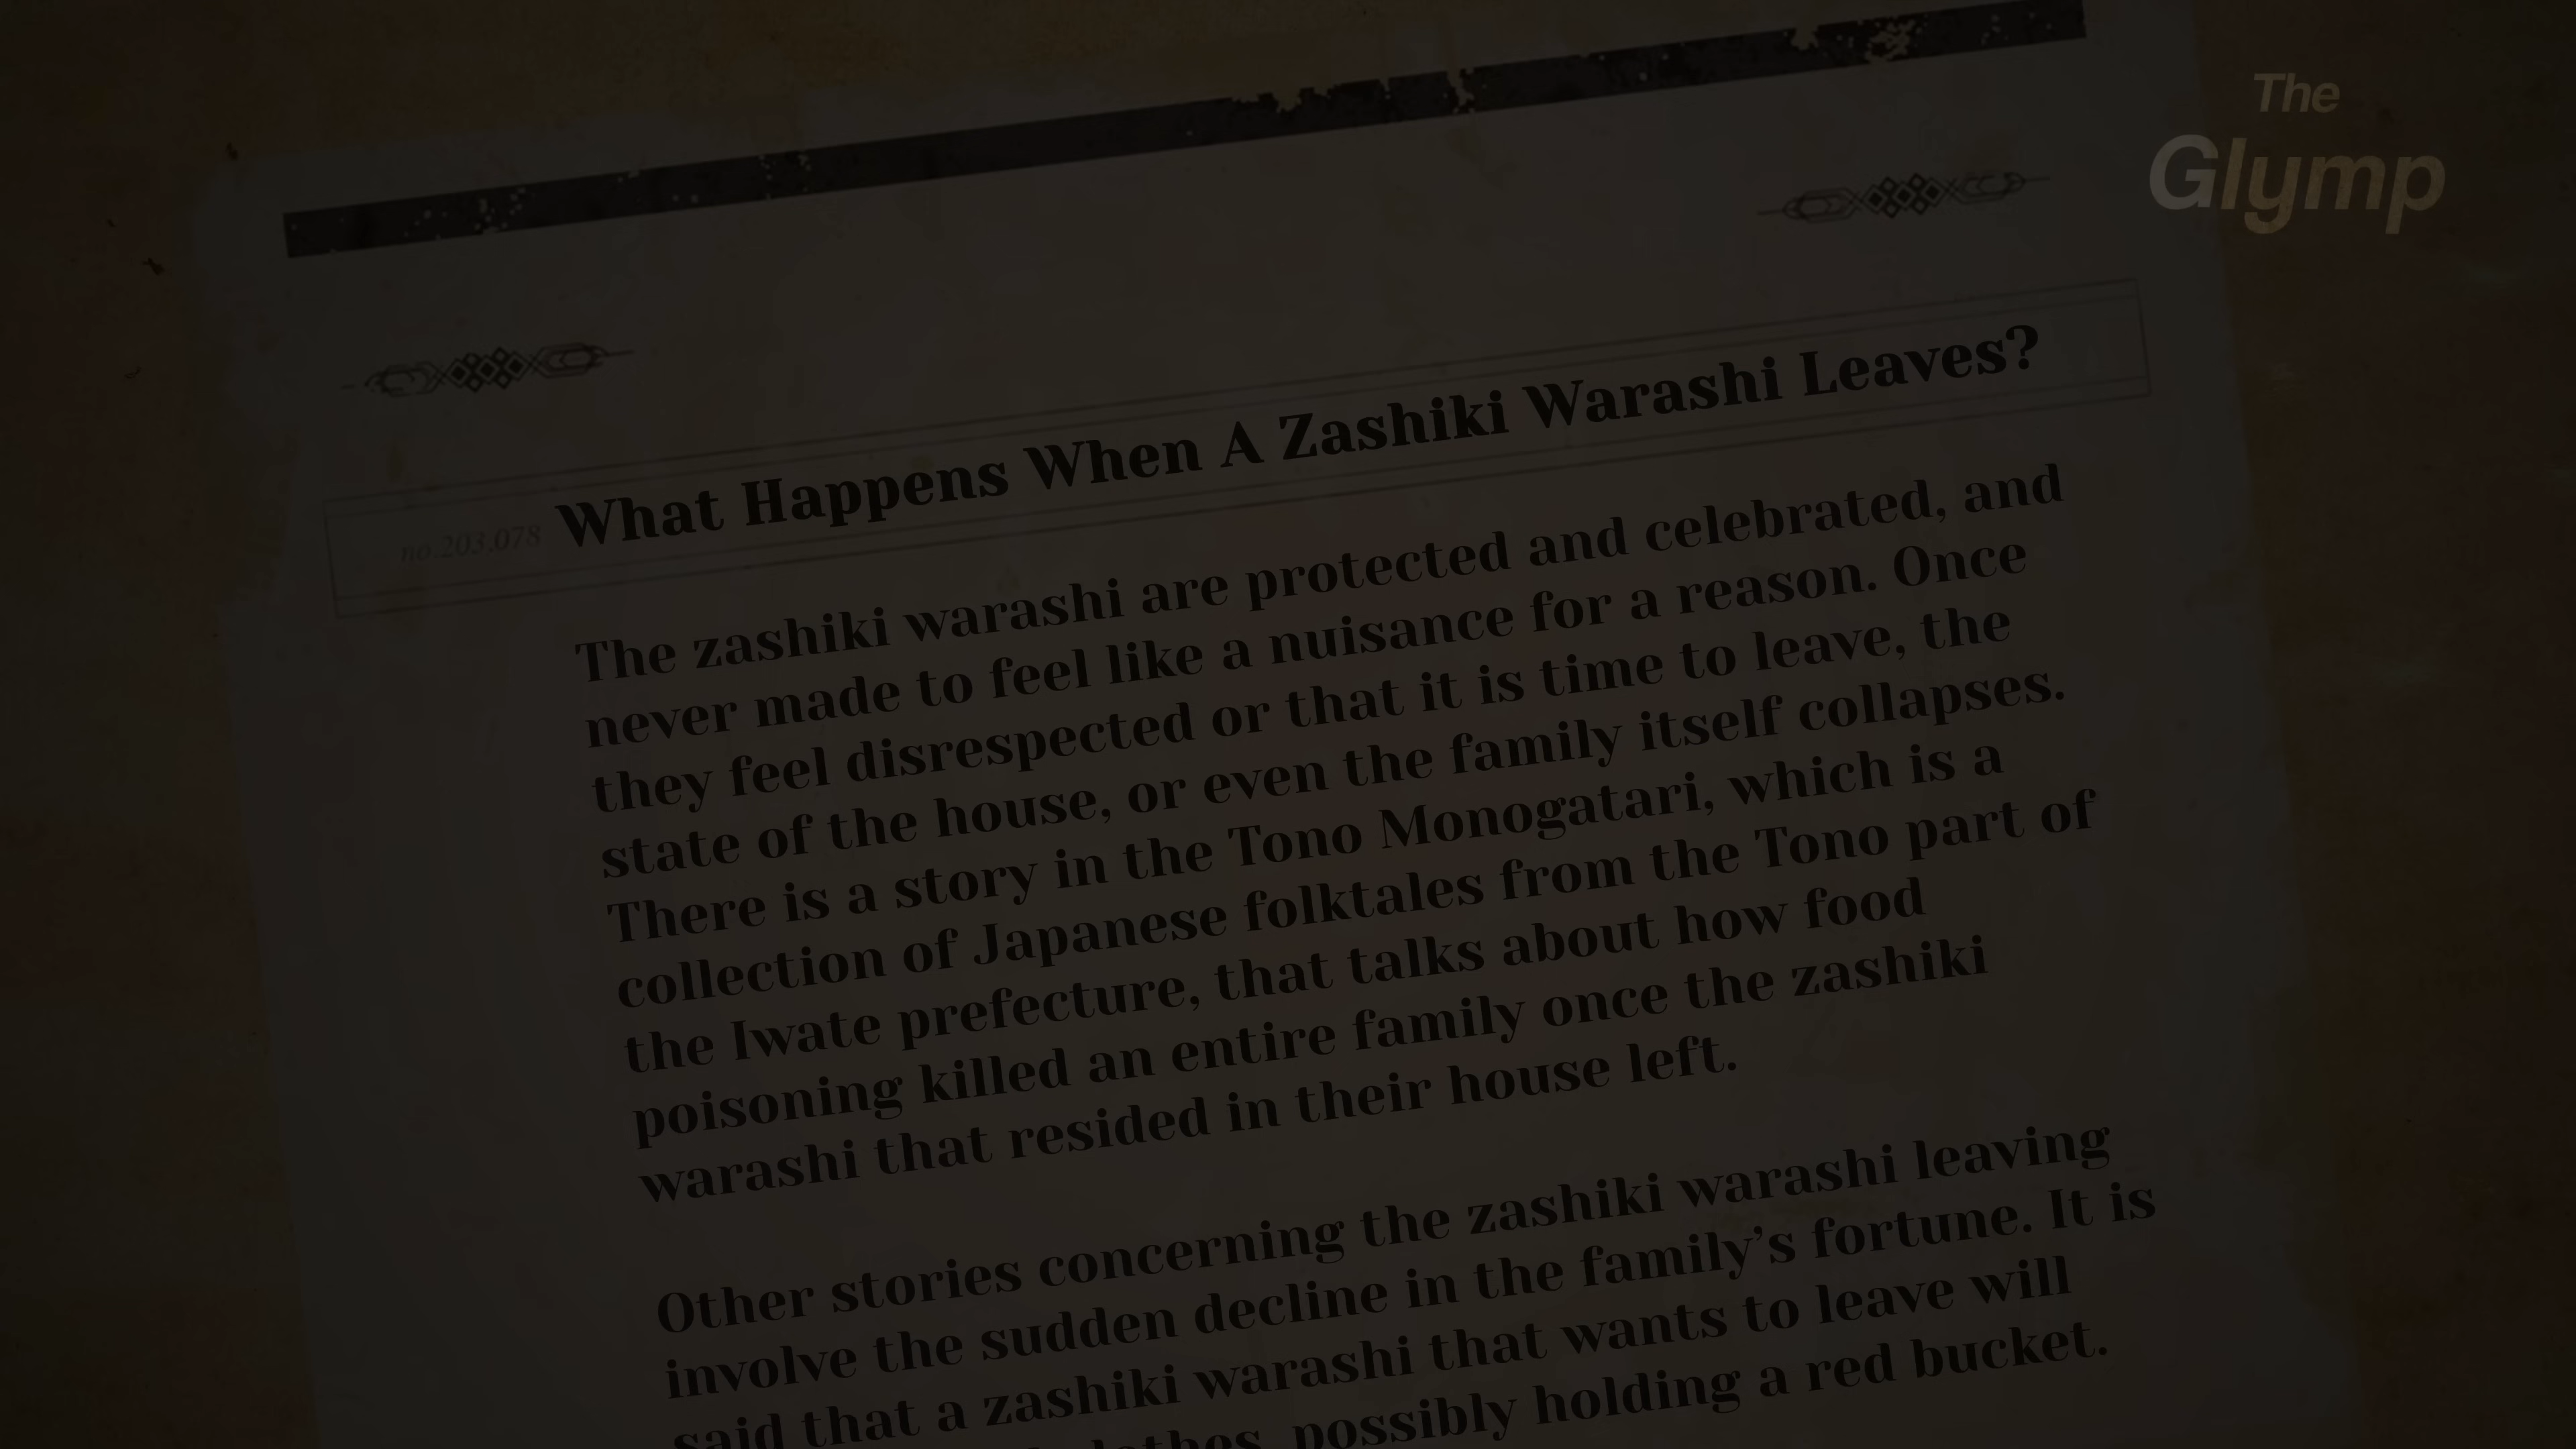 The
Glymp
no.203.078
What Happens When A Zashiki Warashi Leaves?
The zashiki warashi are protected and celebrated, and
never made to feel like a nuisance for a reason. Once
they feel disrespected or that it is time to leave, the
state of the house, or even the family itself collapses.
There is a story in the Tono Monogatari, which is a
collection of Japanese folktales from the Tono part of
the Iwate prefecture, that talks about how food
poisoning killed an entire family once the zashiki
warashi that resided in their house left.
Other stories concerning the zashiki warashi leaving
involve the sudden decline in the family’s fortune. It is
said that a zashiki warashi that wants to leave will
possibly holding a red bucket.